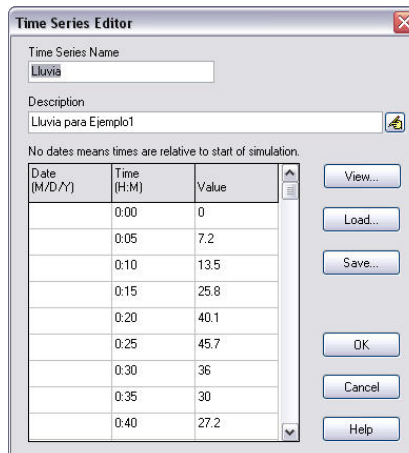 Time Series Editor
Time Series Name
Lluvia
Description
Lluvia para Ejemplo1
No dates means times are relative to start of simulation.
Date (M/D/Y) Time (H:M) Value
0:00 0
0:05 7.2
0:10 13.5
0:15 25.8
0:20 40.1
0:25 45.7
0:30 36
0:35 30
0:40 27.2
View...
Load...
Save...
OK
Cancel
Help